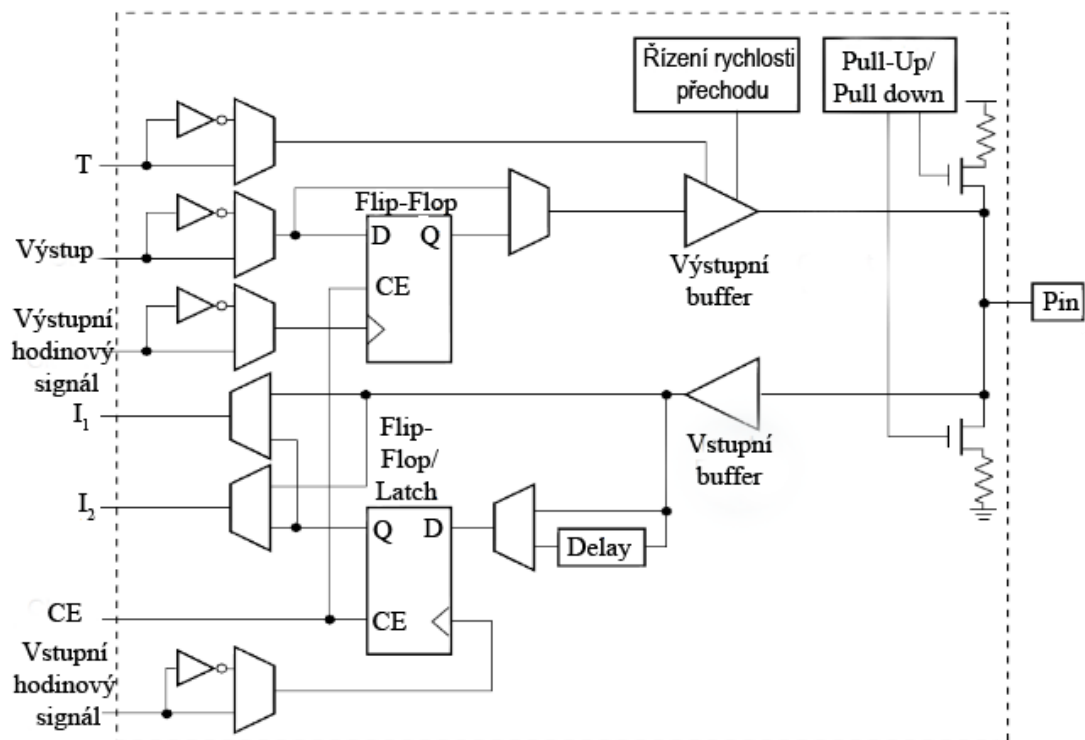 Řízení rychlosti
přechodu
Pull-Up/
Pull down
T
Flip-Flop
D Q
CE
Výstup
Výstupní
buffer
Výstupní
hodinový
signál
Pin
I1
Vstupní
buffer
Flip-
Flop/
Latch
I2
Q D
CE
Delay
CE
Vstupní
hodinový
signál